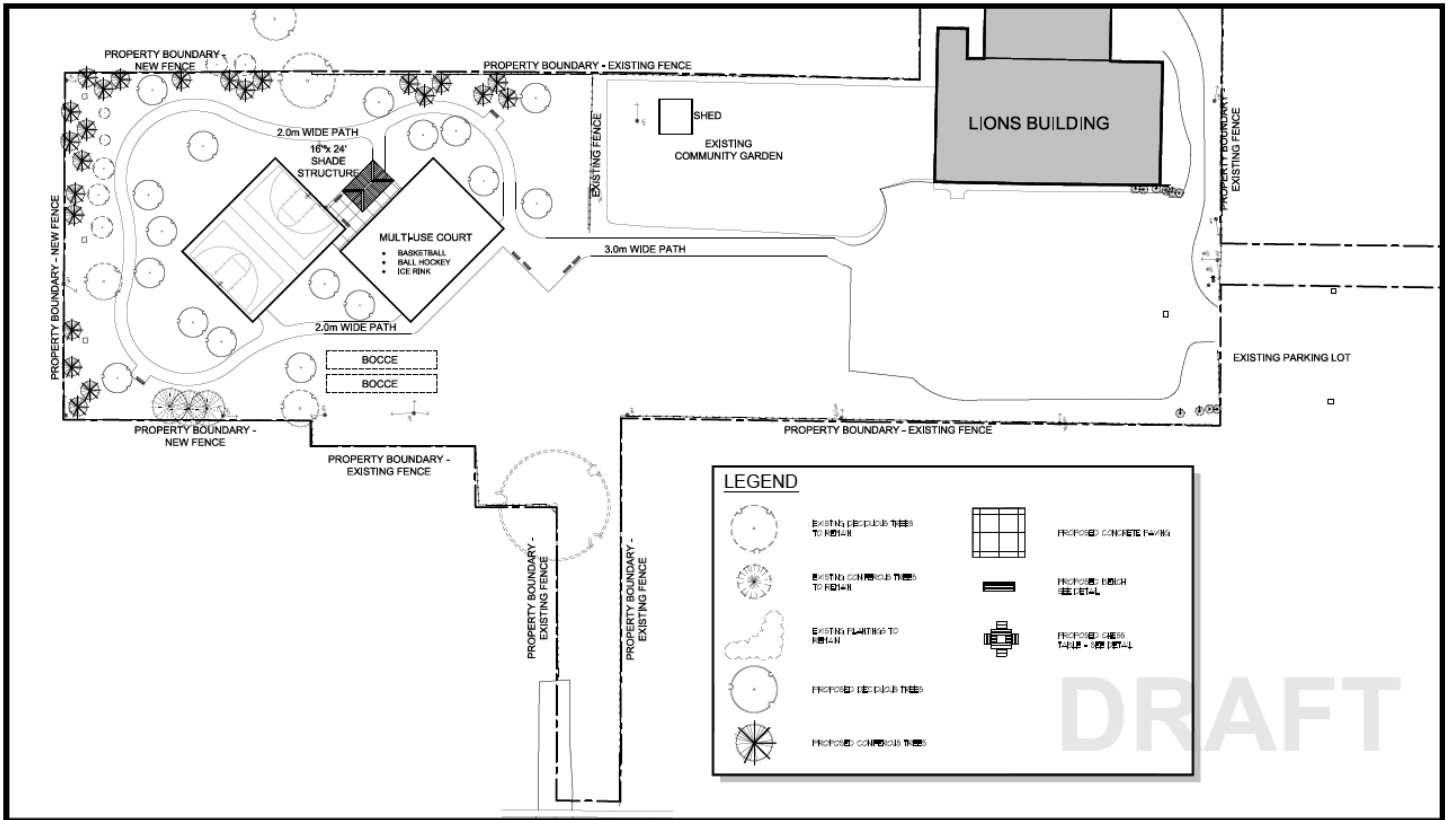 PROPERTY BOUNDARY -
NEW FENCE
PROPERTY BOUNDARY - EXISTING FENCE
2.0m WIDE PATH
16' x 24'
SHADE
STRUCTURE
EXISTING FENCE
SHED
EXISTING
COMMUNITY GARDEN
LIONS BUILDING
PROPERTY BOUNDARY -
EXISTING FENCE
PROPERTY BOUNDARY - NEW FENCE
MULTI-USE COURT
• BASKETBALL
• BALL HOCKEY
• ICE RINK
3.0m WIDE PATH
2.0m WIDE PATH
BOCCE
BOCCE
EXISTING PARKING LOT
PROPERTY BOUNDARY -
NEW FENCE
PROPERTY BOUNDARY -
EXISTING FENCE
PROPERTY BOUNDARY - EXISTING FENCE
PROPERTY BOUNDARY -
EXISTING FENCE
PROPERTY BOUNDARY -
EXISTING FENCE
LEGEND
EXISTING DECIDUOUS TREES
TO REMAIN
EXISTING CONIFEROUS TREES
TO REMAIN
EXISTING PLANTINGS TO
REMAIN
PROPOSED DECIDUOUS TREES
PROPOSED CONIFEROUS TREES
PROPOSED CONCRETE PAVING
PROPOSED BENCH
SEE DETAIL
PROPOSED CHESS
TABLE - SEE DETAIL
DRAFT